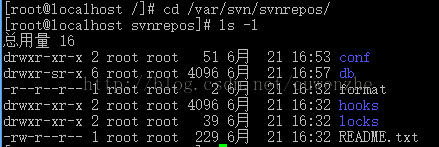 [root@localhost /]# cd /var/svn/svnrepos/
[root@localhost svnrepos]# ls -l
总用量 16
drwxr-xr-x 2 root root 51 6月 21 16:53 conf
drwxr-sr-x 6 root root 4096 6月 21 16:57 db
-r--r--r-- 1 root root 2 6月 21 16:32 format
drwxr-xr-x 2 root root 4096 6月 21 16:32 hooks
drwxr-xr-x 2 root root 39 6月 21 16:32 locks
-rw-r--r-- 1 root root 229 6月 21 16:32 README.txt